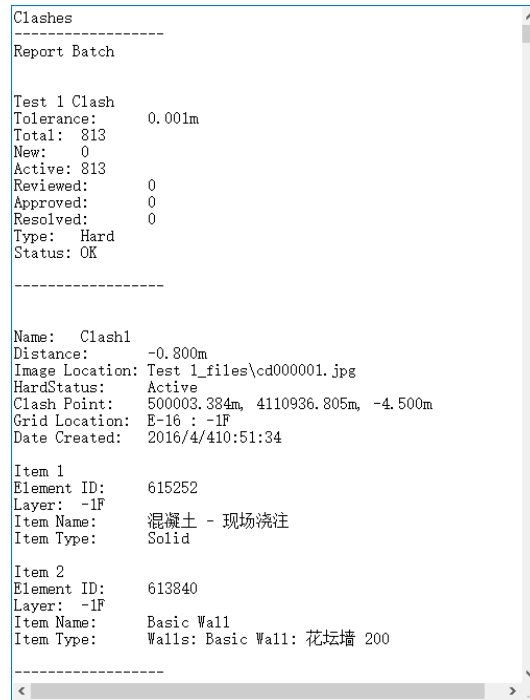 Clashes
------------------
Report Batch
Test 1 Clash
Tolerance: 0.001m
Total: 813
New: 0
Active: 813
Reviewed: 0
Approved: 0
Resolved: 0
Type: Hard
Status: OK
------------------
Name: Clash1
Distance: -0.800m
Image Location: Test 1_files\cd000001.jpg
HardStatus: Active
Clash Point: 500003.384m, 4110936.805m, -4.500m
Grid Location: E-16 : -1F
Date Created: 2016/4/410:51:34
Item 1
Element ID: 615252
Layer: -1F
Item Name: 混凝土 - 现场浇注
Item Type: Solid
Item 2
Element ID: 613840
Layer: -1F
Item Name: Basic Wall
Item Type: Walls: Basic Wall: 花坛墙 200
------------------